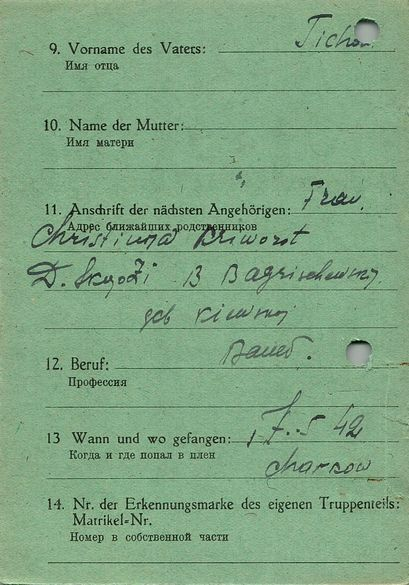 9. Vorname des Vaters: Tichon
Имя отца
10. Name der Mutter:
Имя матери
11. Anschrift der nächsten Angehörigen: Frau
Адрес ближайших родственников
Christina
D. B
geb
12. Beruf: Bauer.
Профессия
13 Wann und wo gefangen: 17.5 42
Когда и где попал в плен
Charkow
14. Nr. der Erkennungsmarke des eigenen Truppenteils:
Matrikel=Nr.
Номер в собственной части